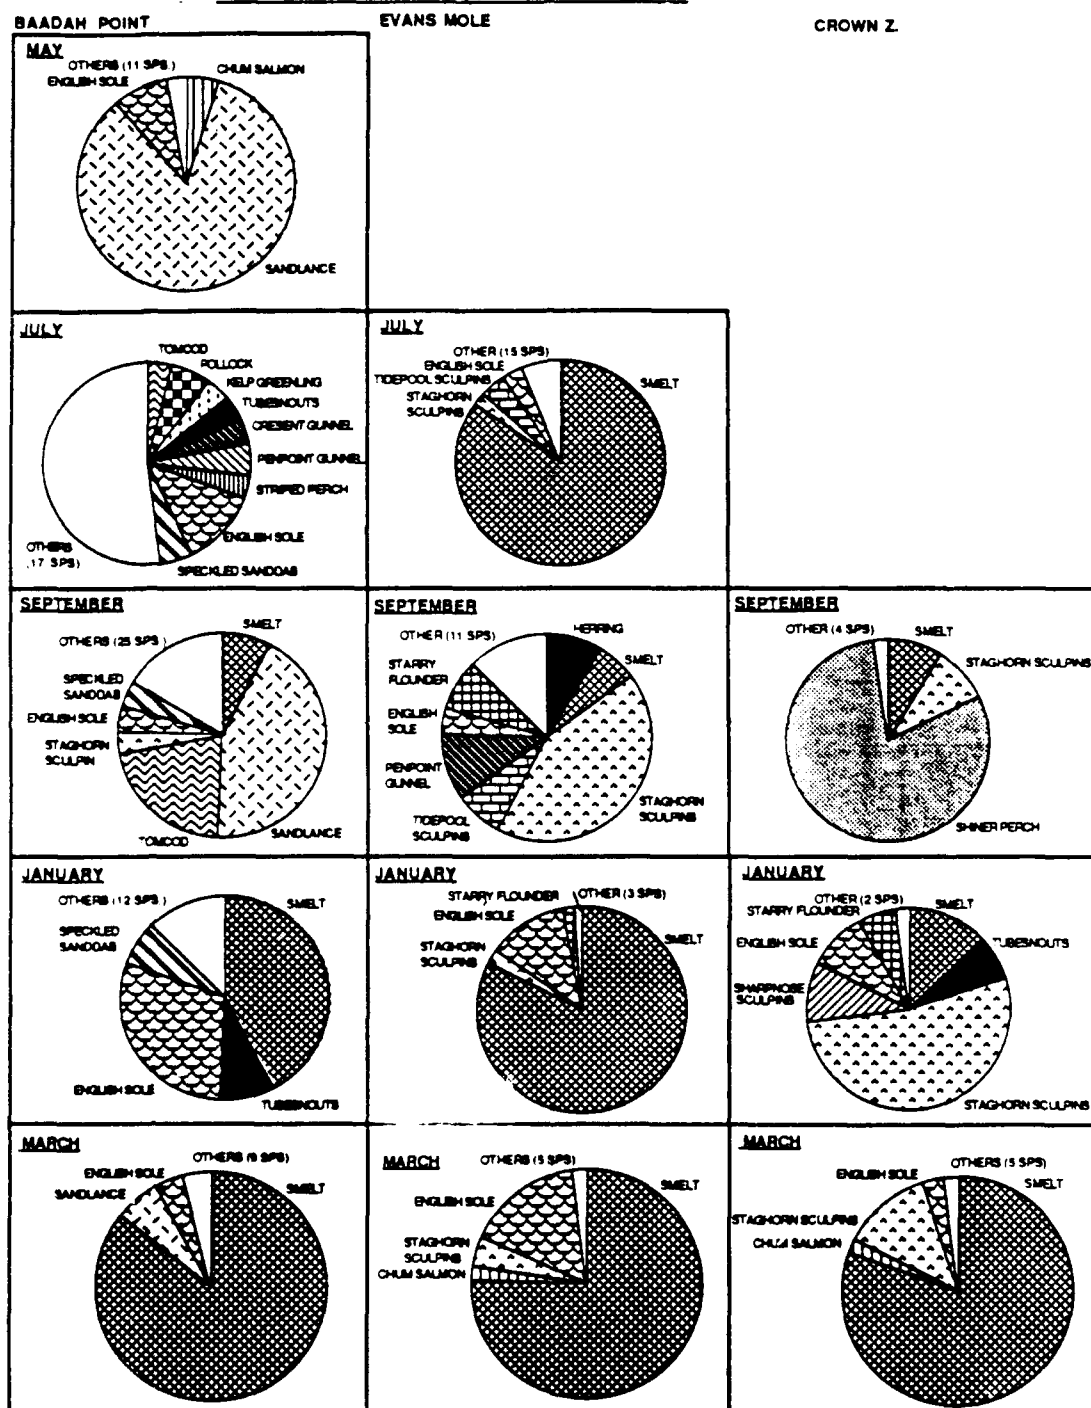 BAADAH POINT
EVANS MOLE
CROWN Z.
MAY
OTHERS (11 SPS.)
ENGLISH SOLE
CHUM SALMON
SANDLANCE
JULY
TOMCOD
POLLOCK
KELP GREENLING
TUBESNOUTS
CRESENT GUNNEL
PENPOINT GUNNEL
STRIPED PERCH
ENGLISH SOLE
SPECKLED SANDDAB
OTHERS
(17 SPS)
JULY
OTHER (15 SPS)
ENGLISH SOLE
TIDEPOOL SCULPINS
STAGHORN
SCULPINS
SMELT
SEPTEMBER
OTHERS (25 SPS.)
SMELT
SPECKLED
SANDDAB
ENGLISH SOLE
STAGHORN
SCULPIN
TOMCOD
SANDLANCE
SEPTEMBER
OTHER (11 SPS)
HERRING
SMELT
STARRY
FLOUNDER
ENGLISH
SOLE
PENPOINT
GUNNEL
TIDEPOOL
SCULPINS
STAGHORN
SCULPINS
SEPTEMBER
OTHER (4 SPS)
SMELT
STAGHORN SCULPINS
SHINER PERCH
JANUARY
OTHERS (12 SPS.)
SMELT
SPECKLED
SANDDAB
ENGLISH SOLE
TUBESNOUTS
JANUARY
STARRY FLOUNDER
OTHER (3 SPS)
ENGLISH SOLE
STAGHORN
SCULPINS
SMELT
JANUARY
OTHER (2 SPS)
STARRY FLOUNDER
SMELT
ENGLISH SOLE
TUBESNOUTS
SHARPNOSE
SCULPINS
STAGHORN SCULPINS
MARCH
OTHERS (9 SPS)
ENGLISH SOLE
SANDLANCE
SMELT
MARCH
OTHERS (5 SPS)
SMELT
ENGLISH SOLE
STAGHORN
SCULPINS
CHUM SALMON
MARCH
OTHERS (5 SPS)
ENGLISH SOLE
SMELT
STAGHORN SCULPINS
CHUM SALMON